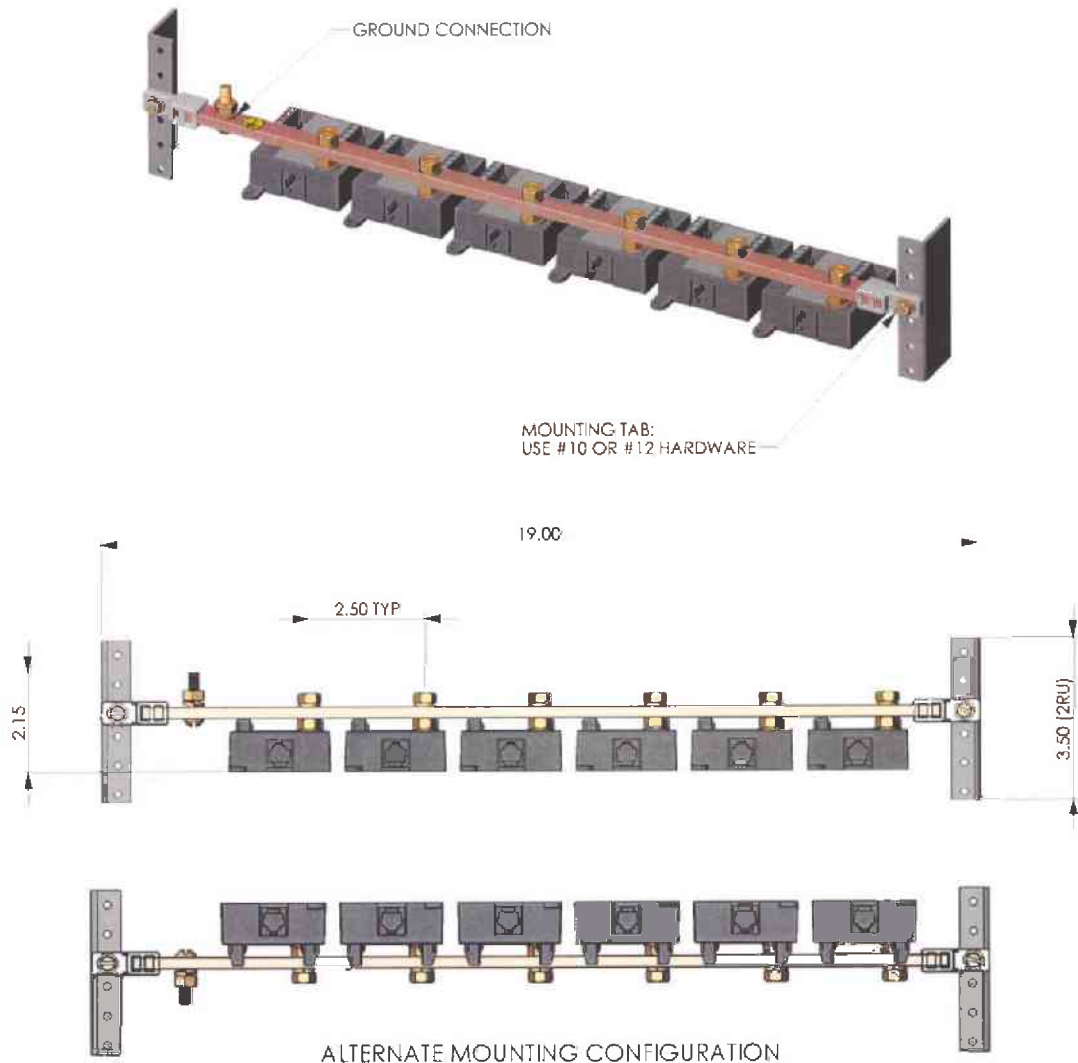 GROUND CONNECTION
MOUNTING TAB:
USE #10 OR #12 HARDWARE
19.00
2.50 TYP
2.15
3.50 (2RU)
ALTERNATE MOUNTING CONFIGURATION